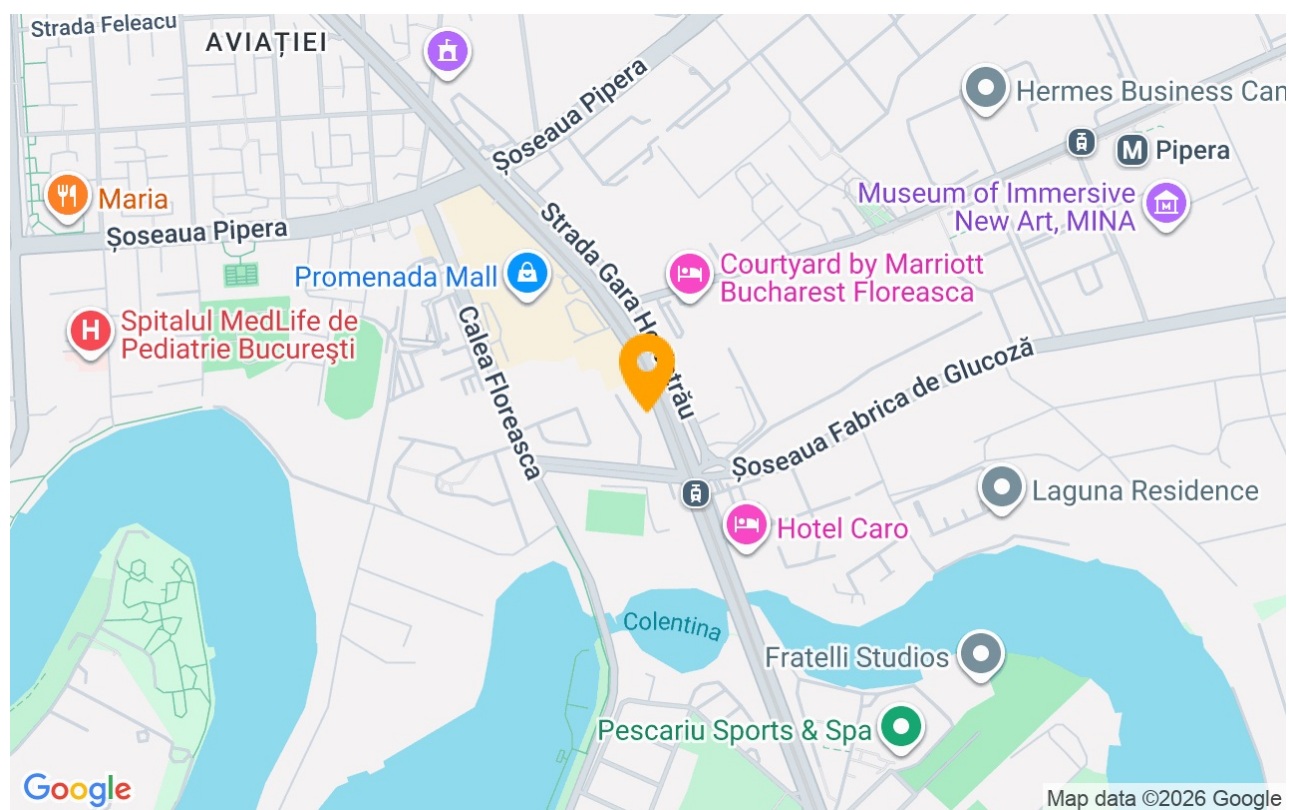 Strada Feleacu
AVIAȚIEI
Șoseaua Pipera
Hermes Business Cam
Pipera
Maria
Museum of Immersive
New Art, MINA
Șoseaua Pipera
Strada Gara Herăstrău
Promenada Mall
Courtyard by Marriott
Bucharest Floreasca
Spitalul MedLife de
Pediatrie București
Calea Floreasca
Șoseaua Fabrica de Glucoză
Laguna Residence
Hotel Caro
Colentina
Fratelli Studios
Pescariu Sports & Spa
Google
Map data ©2026 Google